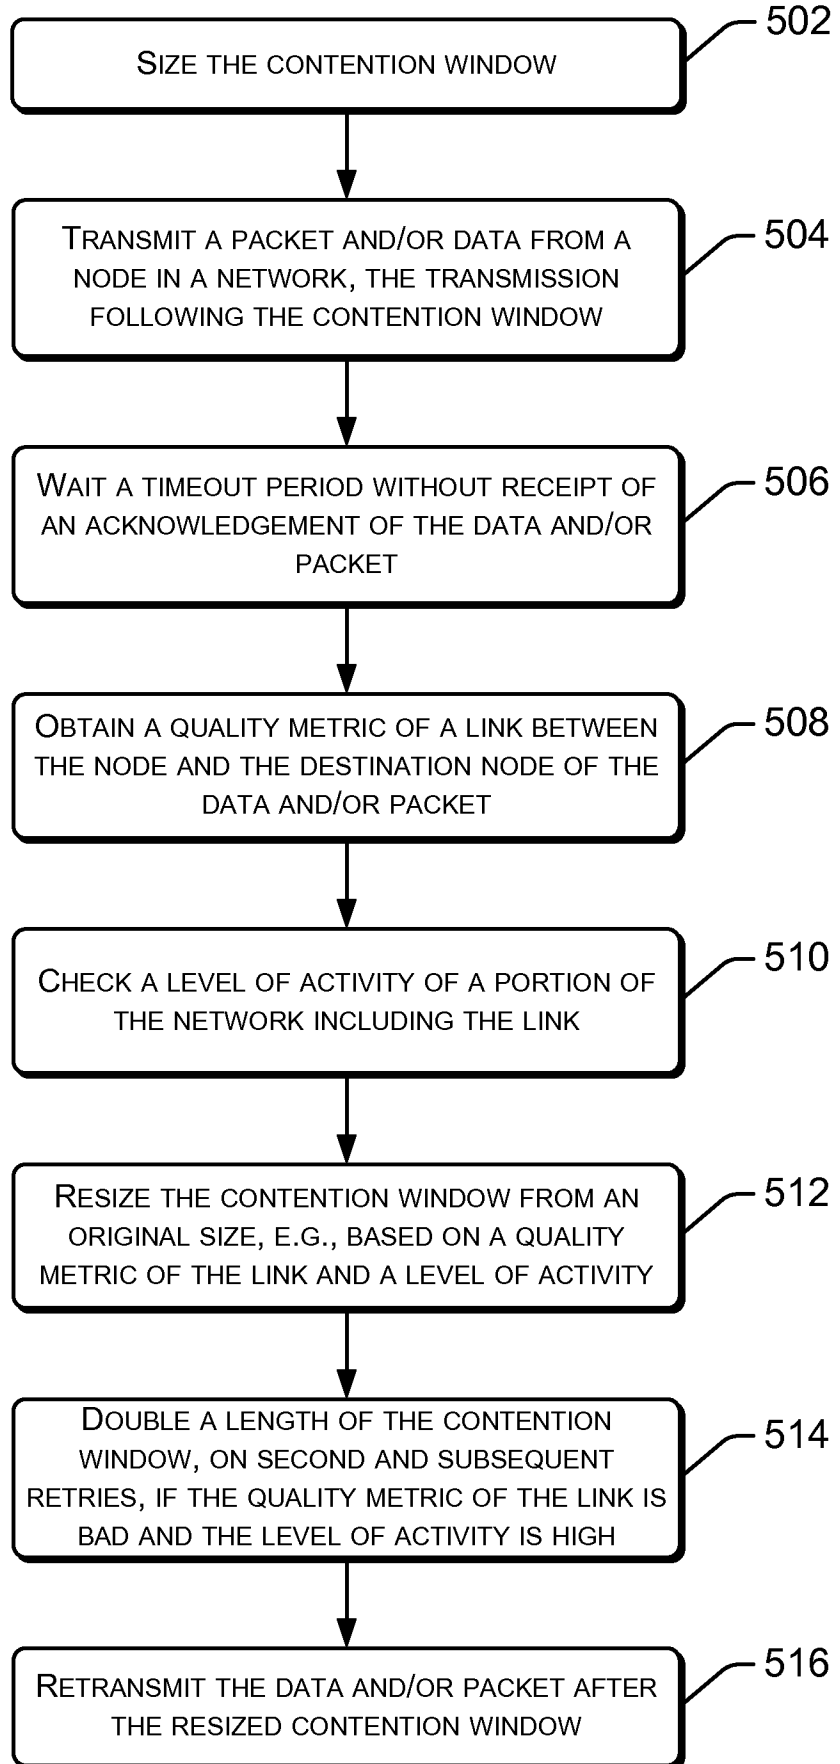 SIZE THE CONTENTION WINDOW
502
TRANSMIT A PACKET AND/OR DATA FROM A
NODE IN A NETWORK, THE TRANSMISSION
FOLLOWING THE CONTENTION WINDOW
504
WAIT A TIMEOUT PERIOD WITHOUT RECEIPT OF
AN ACKNOWLEDGEMENT OF THE DATA AND/OR
PACKET
506
OBTAIN A QUALITY METRIC OF A LINK BETWEEN
THE NODE AND THE DESTINATION NODE OF THE
DATA AND/OR PACKET
508
CHECK A LEVEL OF ACTIVITY OF A PORTION OF
THE NETWORK INCLUDING THE LINK
510
RESIZE THE CONTENTION WINDOW FROM AN
ORIGINAL SIZE, E.G., BASED ON A QUALITY
METRIC OF THE LINK AND A LEVEL OF ACTIVITY
512
DOUBLE A LENGTH OF THE CONTENTION
WINDOW, ON SECOND AND SUBSEQUENT
RETRIES, IF THE QUALITY METRIC OF THE LINK IS
BAD AND THE LEVEL OF ACTIVITY IS HIGH
514
RETRANSMIT THE DATA AND/OR PACKET AFTER
THE RESIZED CONTENTION WINDOW
516